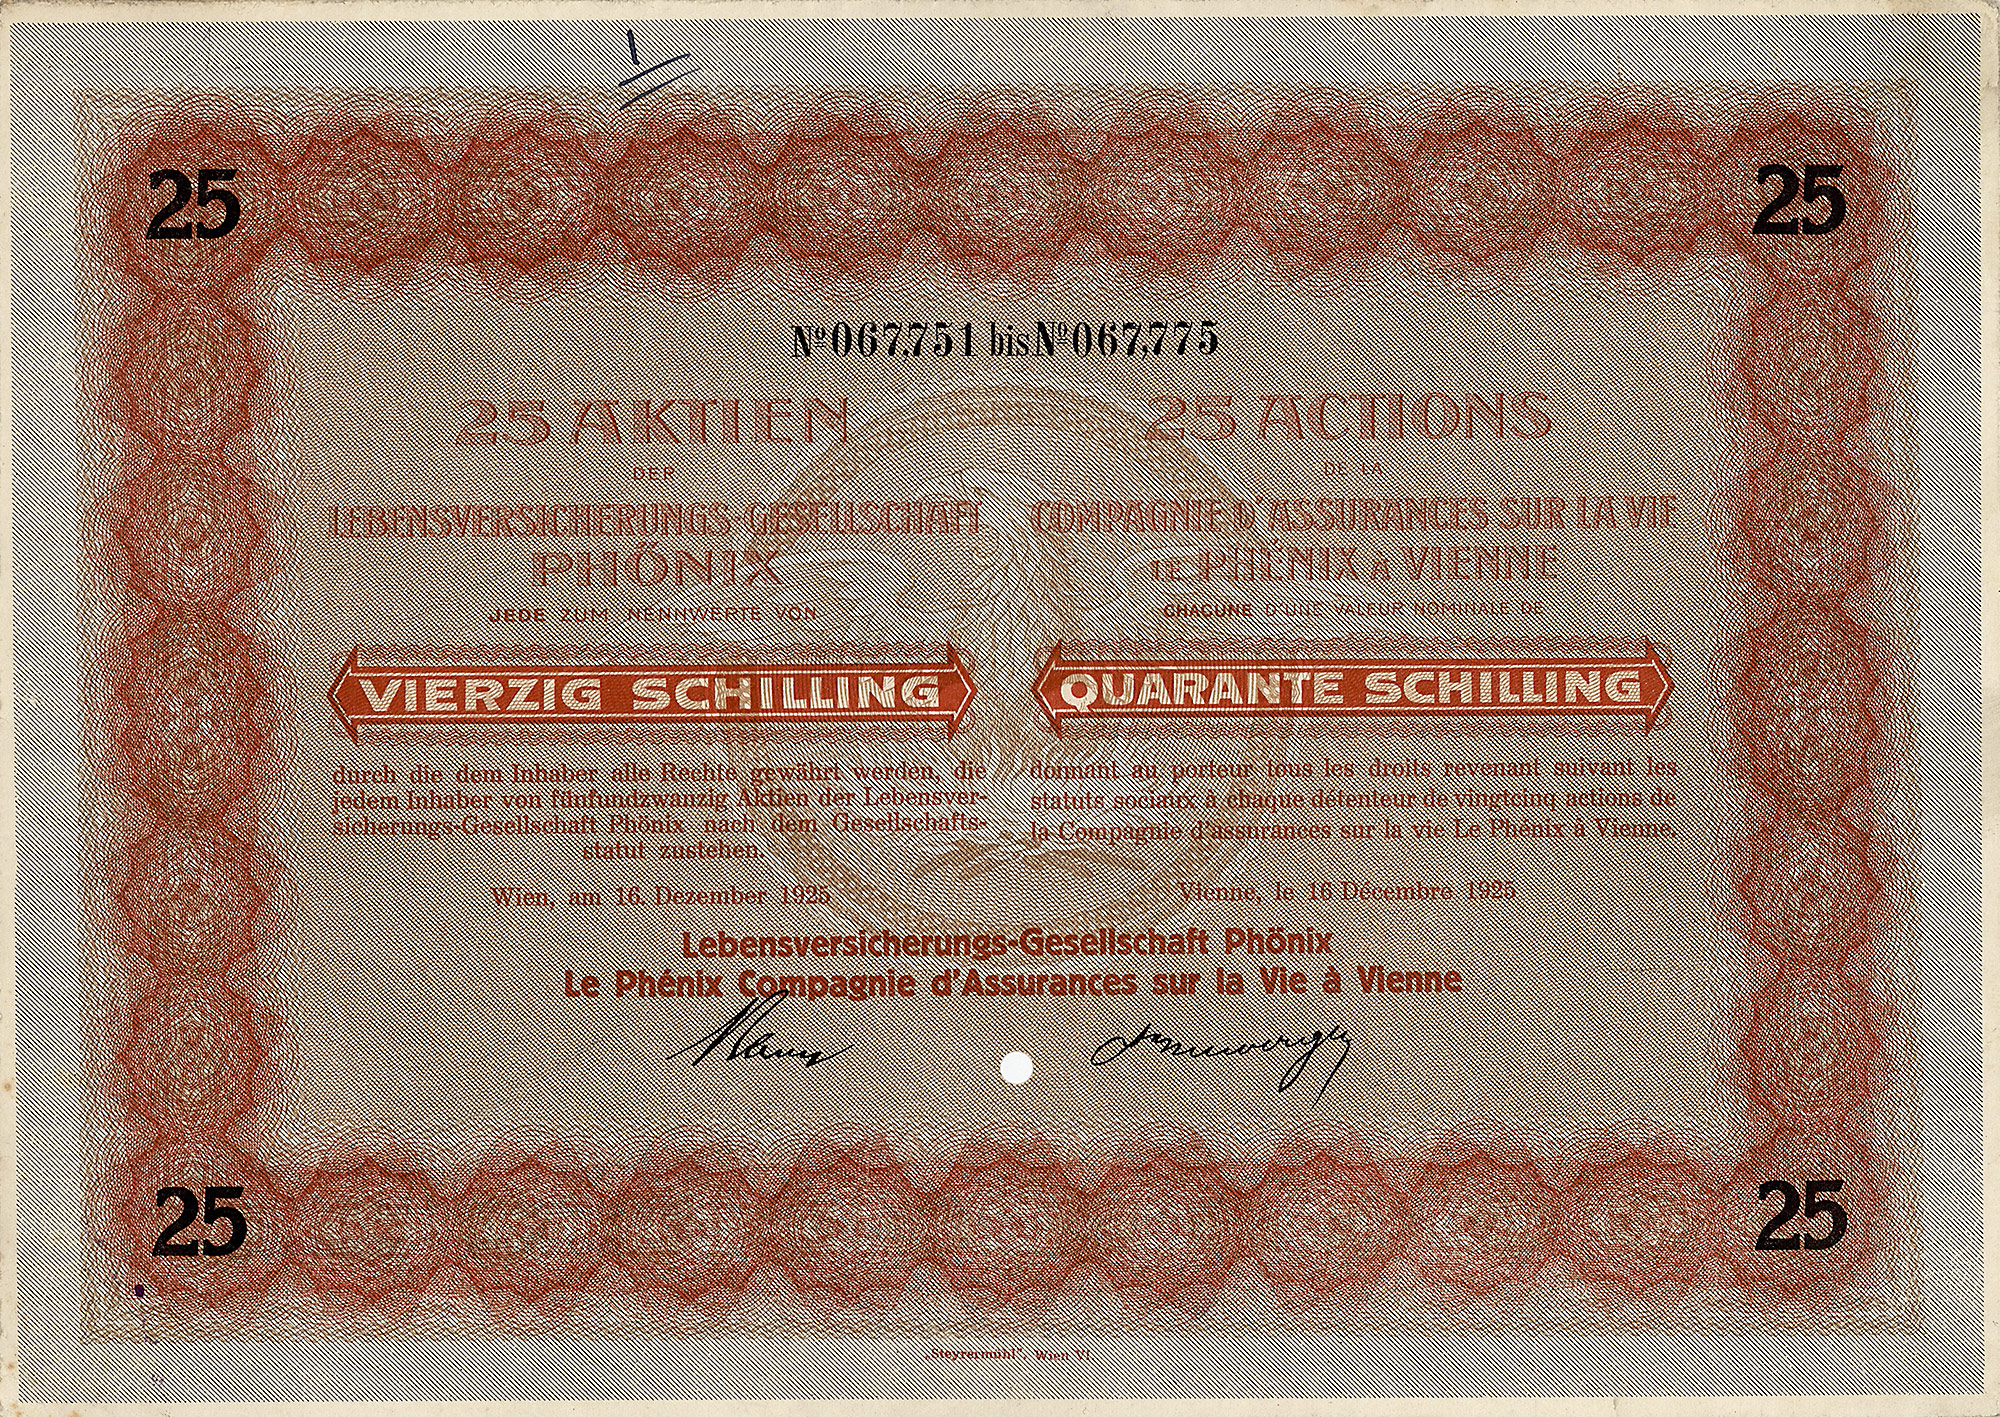 25
25
Nº 067,751 bis Nº 067,775
25 AKTIEN
DER
LEBENSVERSICHERUNGS-GESELLSCHAFT
PHÖNIX
JEDE ZUM NENNWERTE VON
VIERZIG SCHILLING
durch die dem Inhaber alle Rechte gewährt werden, die
jedem Inhaber von fünfundzwanzig Aktien der Lebensver-
sicherungs-Gesellschaft Phönix nach dem Gesellschafts-
statut zustehen.
Wien, am 16. Dezember 1925
25 ACTIONS
DE LA
COMPAGNIE D'ASSURANCES SUR LA VIE
LE PHÉNIX A VIENNE
CHACUNE D'UNE VALEUR NOMINALE DE
QUARANTE SCHILLING
donnant au porteur tous les droits revenant suivant les
statuts sociaux à chaque détenteur de vingtcinq actions de
la Compagnie d'assurances sur la vie Le Phénix à Vienne.
Vienne, le 16 Décembre 1925
Lebensversicherungs-Gesellschaft Phönix
Le Phénix Compagnie d'Assurances sur la Vie à Vienne
25
25
„Steyrermühl", Wien VI